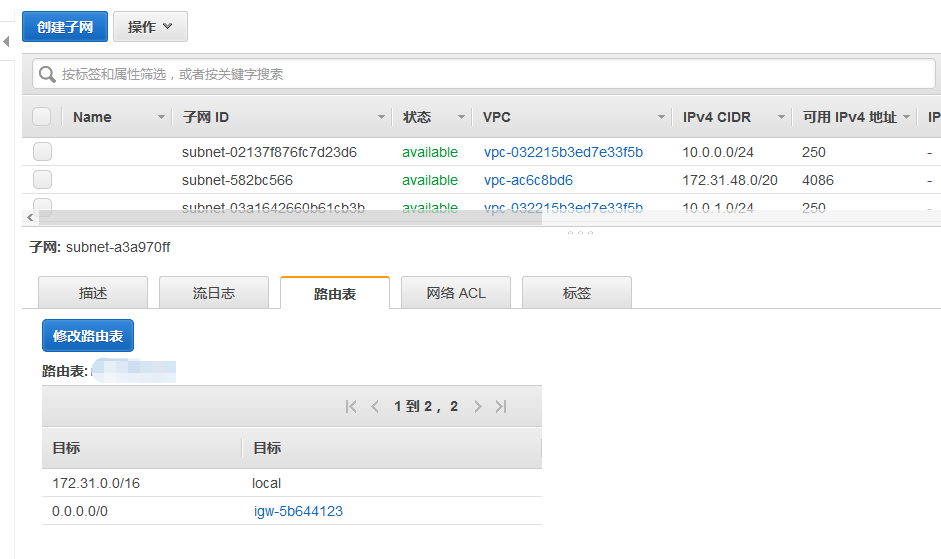 创建子网 操作
按标签和属性筛选，或者按关键字搜索
Name 子网 ID 状态 VPC IPv4 CIDR 可用 IPv4 地址 IP
subnet-02137f876fc7d23d6 available vpc-032215b3ed7e33f5b 10.0.0.0/24 250 -
subnet-582bc566 available vpc-ac6c8bd6 172.31.48.0/20 4086 -
subnet-03a1642660b61cb3b available vpc-032215b3ed7e33f5b 10.0.1.0/24 250 -
子网: subnet-a3a970ff
描述 流日志 路由表 网络 ACL 标签
修改路由表
路由表:
1 到 2， 2
目标 目标
172.31.0.0/16 local
0.0.0.0/0 igw-5b644123